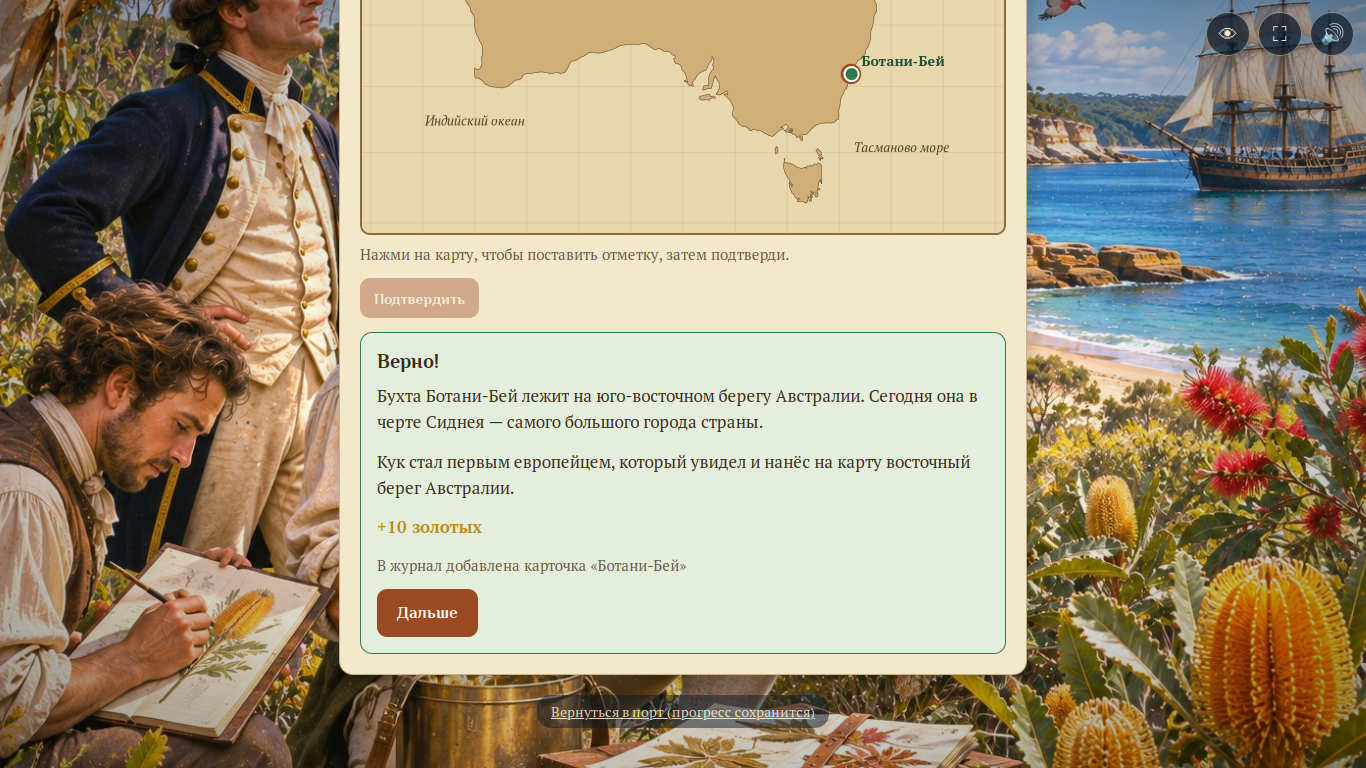 Ботани-Бей
Индийский океан
Тасманово море
Нажми на карту, чтобы поставить отметку, затем подтверди.
Подтвердить
Верно!
Бухта Ботани-Бей лежит на юго-восточном берегу Австралии. Сегодня она в
черте Сиднея — самого большого города страны.
Кук стал первым европейцем, который увидел и нанёс на карту восточный
берег Австралии.
+10 золотых
В журнал добавлена карточка «Ботани-Бей»
Дальше
Вернуться в порт (прогресс сохранится)